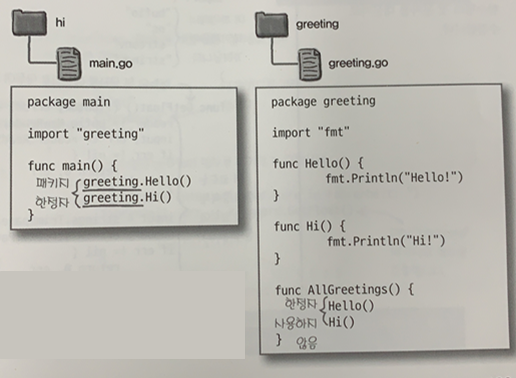 hi
main.go
package main
import "greeting"
func main() {
패키지 greeting.Hello()
한정자 greeting.Hi()
}
greeting
greeting.go
package greeting
import "fmt"
func Hello() {
fmt.Println("Hello!")
}
func Hi() {
fmt.Println("Hi!")
}
func AllGreetings() {
한정자 Hello()
사용하지 Hi()
} 않음